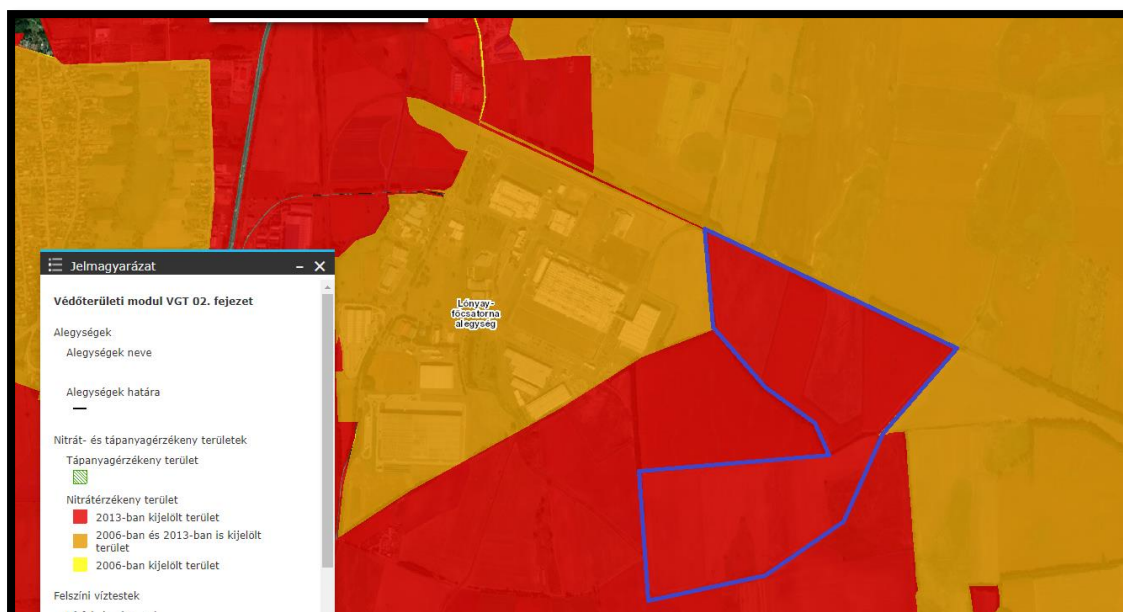 Jelmagyarázat
Védőterületi modul VGT 02. fejezet
Alegységek
Alegységek neve
Alegységek határa
Nitrát- és tápanyagérzékeny területek
Tápanyagérzékeny terület
Nitrátérzékeny terület
2013-ban kijelölt terület
2006-ban és 2013-ban is kijelölt
terület
2006-ban kijelölt terület
Felszíni víztestek
Lónyay-
főcsatorna
alegység